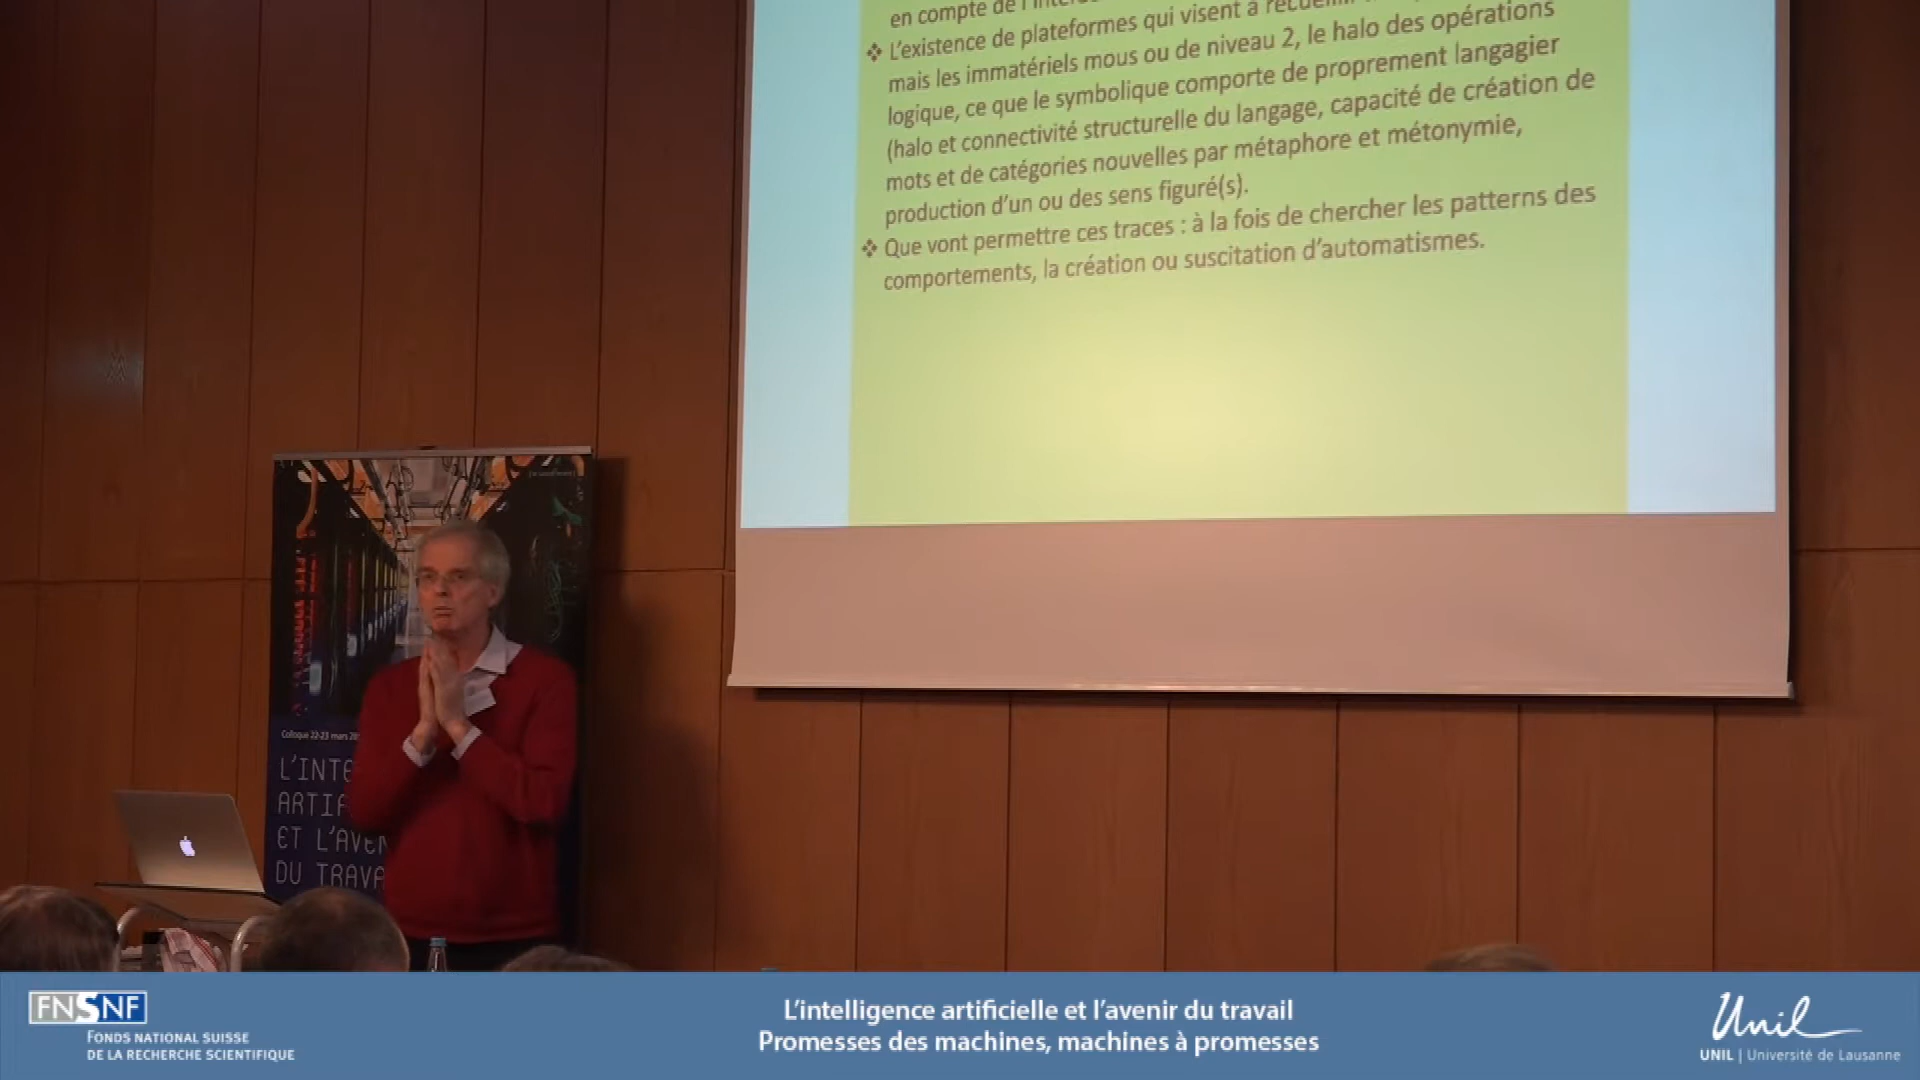 en compte de
❖ L'existence de plateformes qui visent à
mais les immatériels mous ou de niveau 2, le halo des opérations
logique, ce que le symbolique comporte de proprement langagier
(halo et connectivité structurelle du langage, capacité de création de
mots et de catégories nouvelles par métaphore et métonymie,
production d'un ou des sens figuré(s).
❖ Que vont permettre ces traces : à la fois de chercher les patterns des
comportements, la création ou suscitation d'automatismes.
Colloque 22-23 mars
L'INTE
ARTIF
ET L'AVEN
DU TRAVA
FNSNF
FONDS NATIONAL SUISSE
DE LA RECHERCHE SCIENTIFIQUE
L'intelligence artificielle et l'avenir du travail
Promesses des machines, machines à promesses
Unil
UNIL | Université de Lausanne